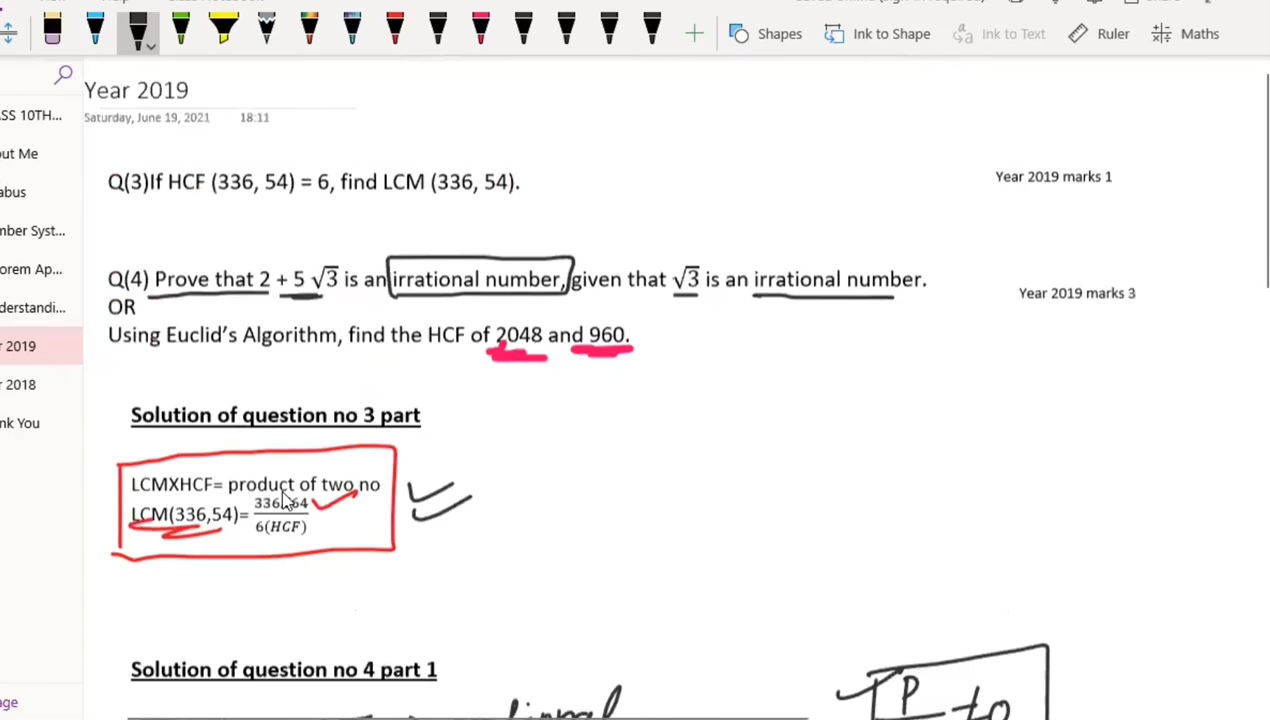 Shapes
Ink to Shape
Ink to Text
Ruler
Maths
SS 10TH...
out Me
abus
mber Syst...
orem Ap...
derstandi...
r 2019
r 2018
nk You
age
Year 2019
Saturday, June 19, 2021 18:11
Q(3)If HCF (336, 54) = 6, find LCM (336, 54).
Year 2019 marks 1
Q(4) Prove that 2 + 5 √3 is an irrational number, given that √3 is an irrational number.
Year 2019 marks 3
OR
Using Euclid's Algorithm, find the HCF of 2048 and 960.
Solution of question no 3 part
LCMXHCF= product of two no
LCM(336,54)= 336 54
6(HCF)
Solution of question no 4 part 1
P
to